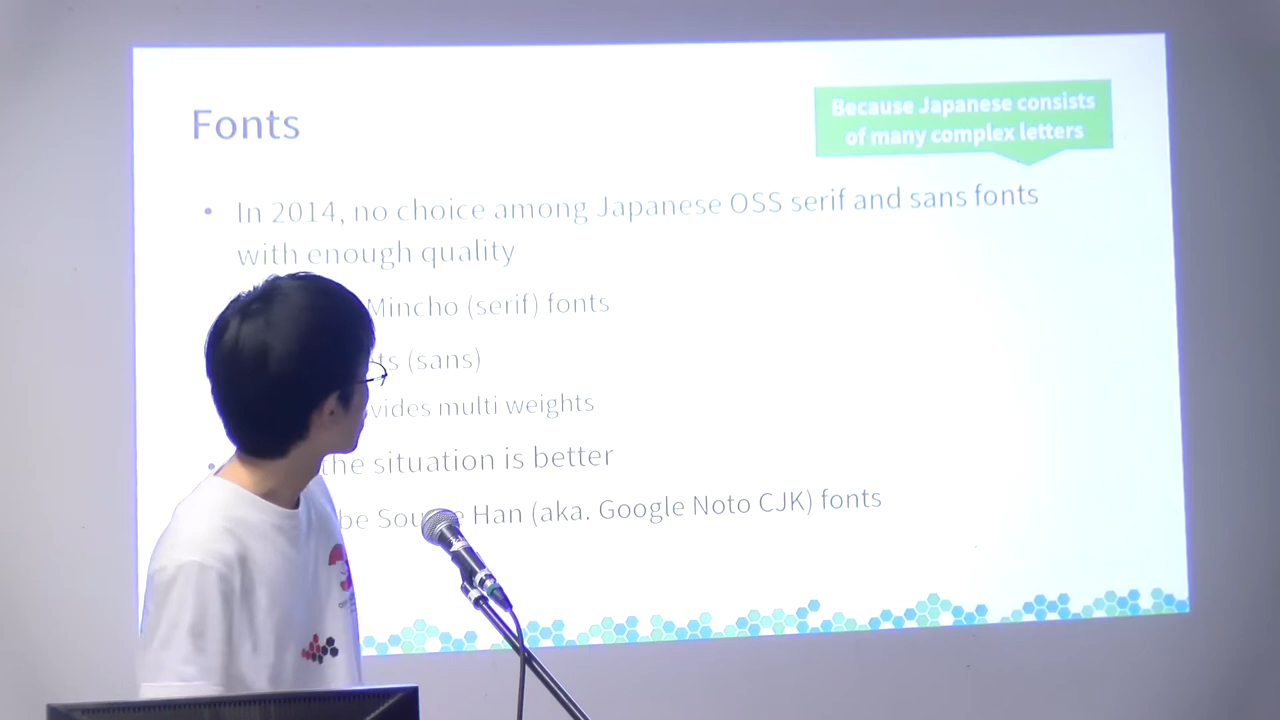 Fonts
Because Japanese consists
of many complex letters
• In 2014, no choice among Japanese OSS serif and sans fonts
with enough quality
Mincho (serif) fonts
(sans)
multi weights
• the situation is better
Han (aka. Google Noto CJK) fonts